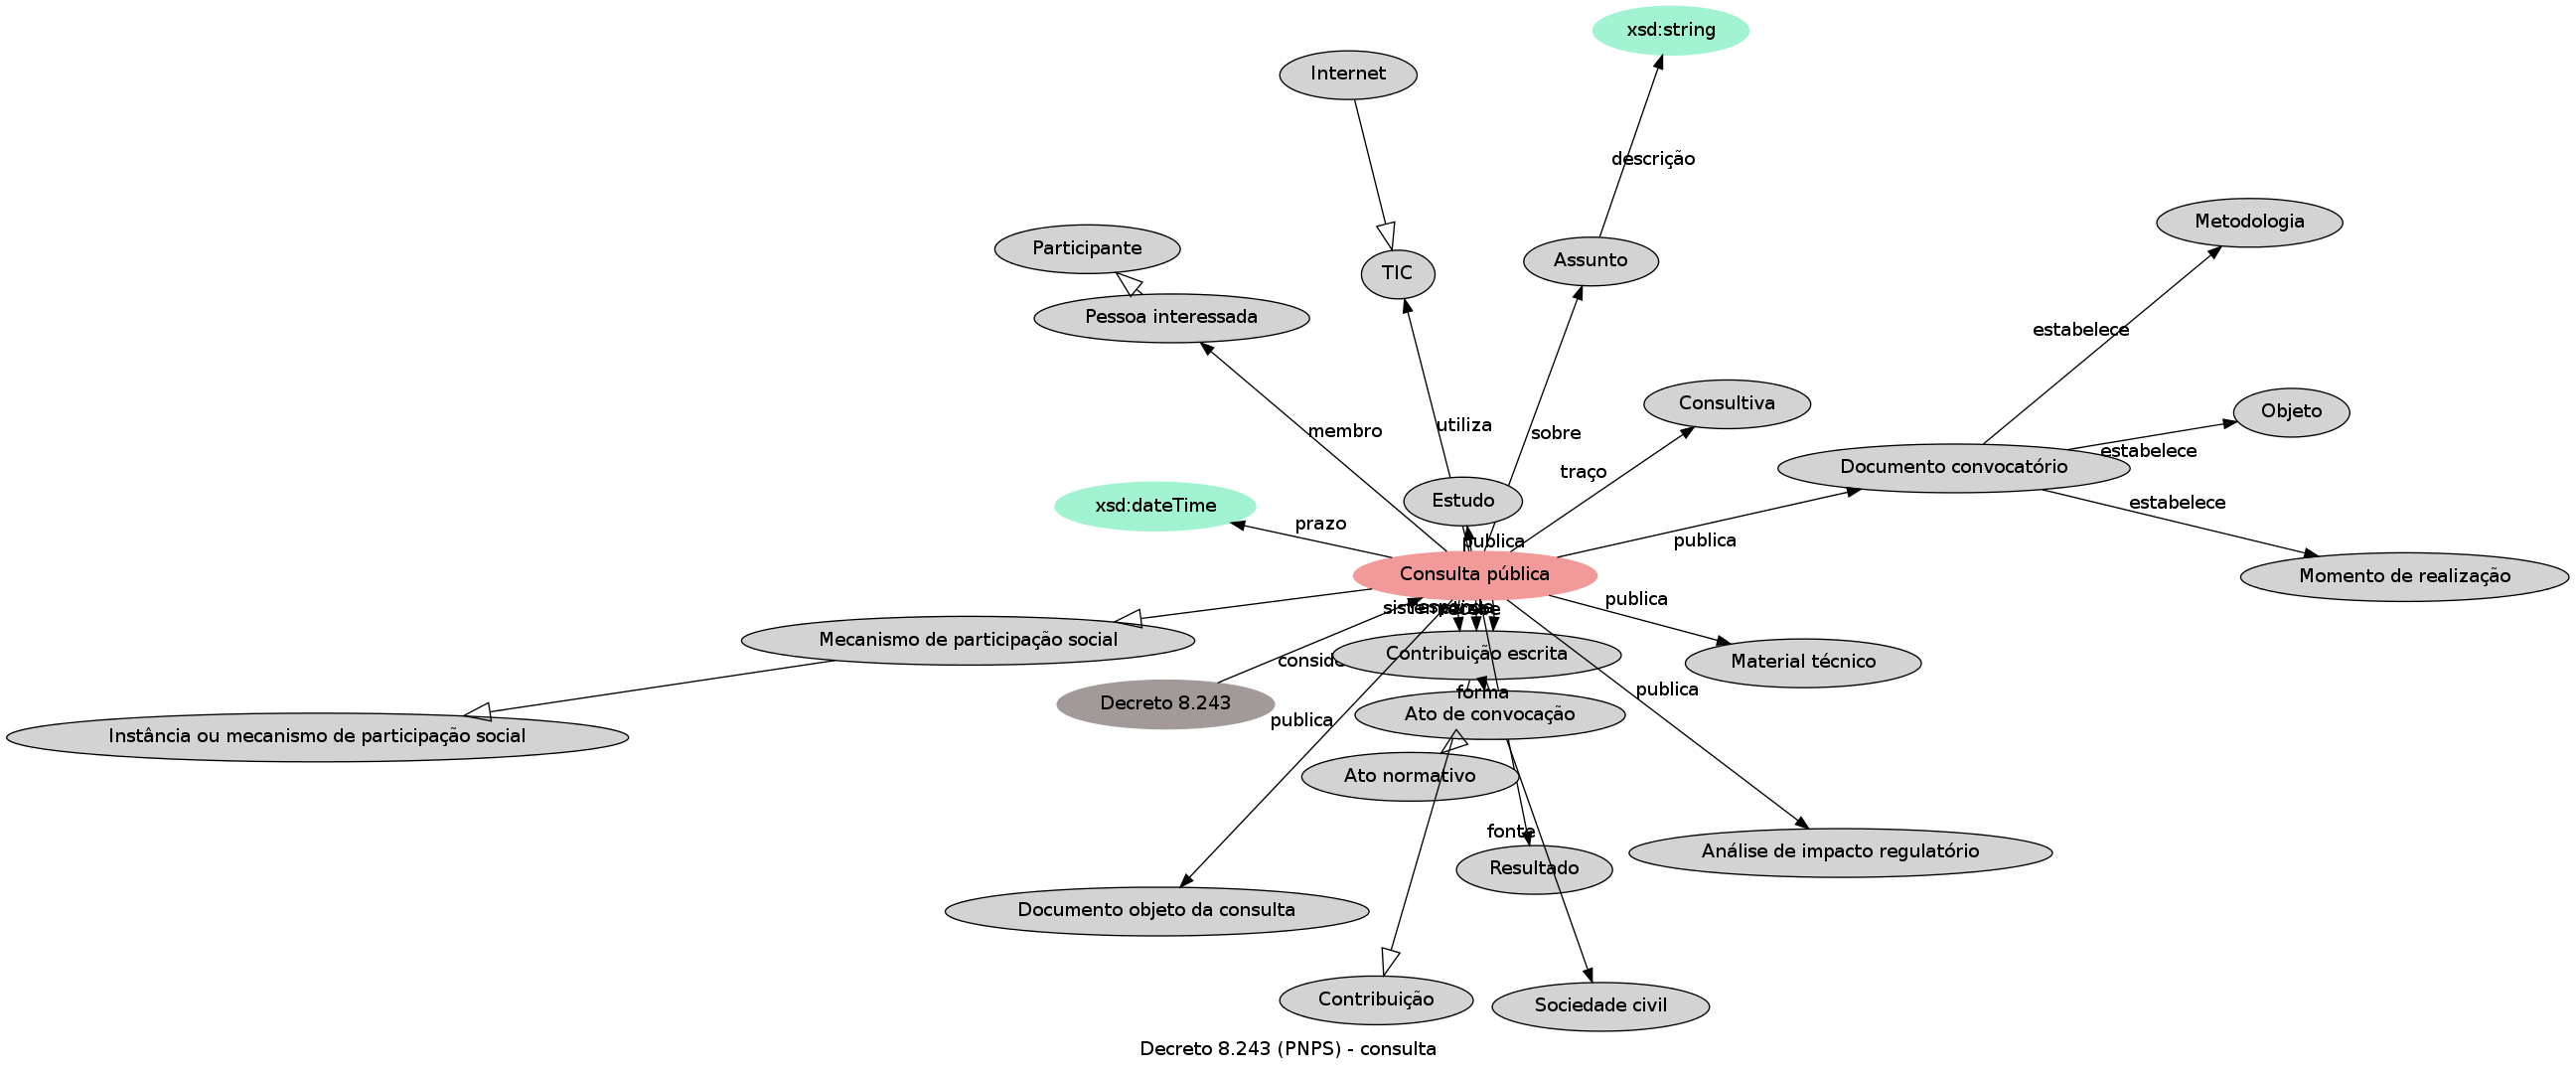 xsd:string
Internet
descrição
Metodologia
Participante
Assunto
TIC
Pessoa interessada
estabelece
Consultiva
Objeto
membro
utiliza
sobre
estabelece
Documento convocatório
traço
Estudo
estabelece
xsd:dateTime
prazo
publica
publica
Consulta pública
Momento de realização
publica
Mecanismo de participação social
Contribuição escrita
Material técnico
publica
forma
Decreto 8.243
Ato de convocação
publica
Instância ou mecanismo de participação social
Ato normativo
fonte
Análise de impacto regulatório
Resultado
Documento objeto da consulta
Contribuição
Sociedade civil
Decreto 8.243 (PNPS) - consulta